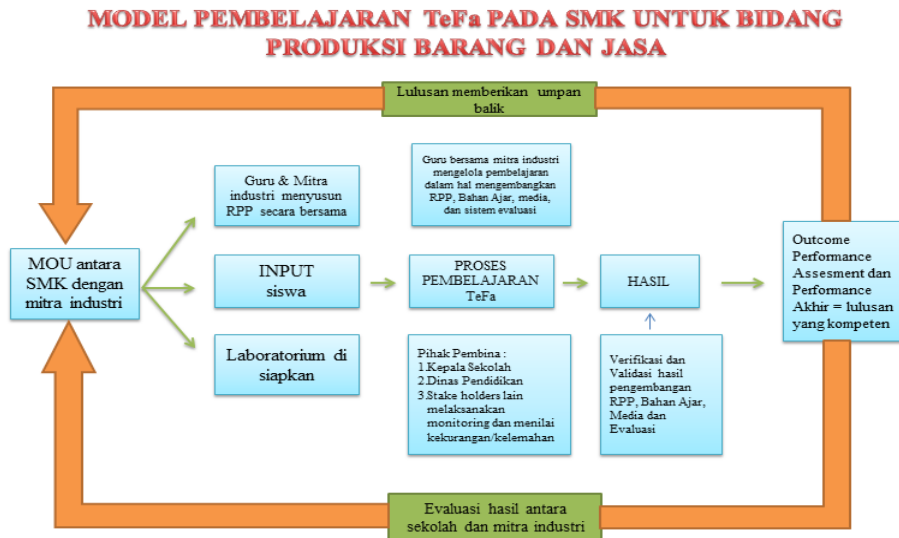 MODEL PEMBELAJARAN TeFa PADA SMK UNTUK BIDANG
PRODUKSI BARANG DAN JASA
Lulusan memberikan umpan
balik
Guru & Mitra
industri menyusun
RPP secara bersama
Guru bersama mitra industri
mengelola pembelajaran
dalam hal mengembangkan
RPP, Bahan Ajar, media,
dan sistem evaluasi
MOU antara
SMK dengan
mitra industri
INPUT
siswa
PROSES
PEMBELAJARAN
TeFa
HASIL
Outcome
Performance
Assesment dan
Performance
Akhir = lulusan
yang kompeten
Laboratorium di
siapkan
Pihak Pembina :
1.Kepala Sekolah
2.Dinas Pendidikan
3.Stake holders lain
melaksanakan
monitoring dan menilai
kekurangan/kelemahan
Verifikasi dan
Validasi hasil
pengembangan
RPP, Bahan Ajar,
Media dan
Evaluasi
Evaluasi hasil antara
sekolah dan mitra industri